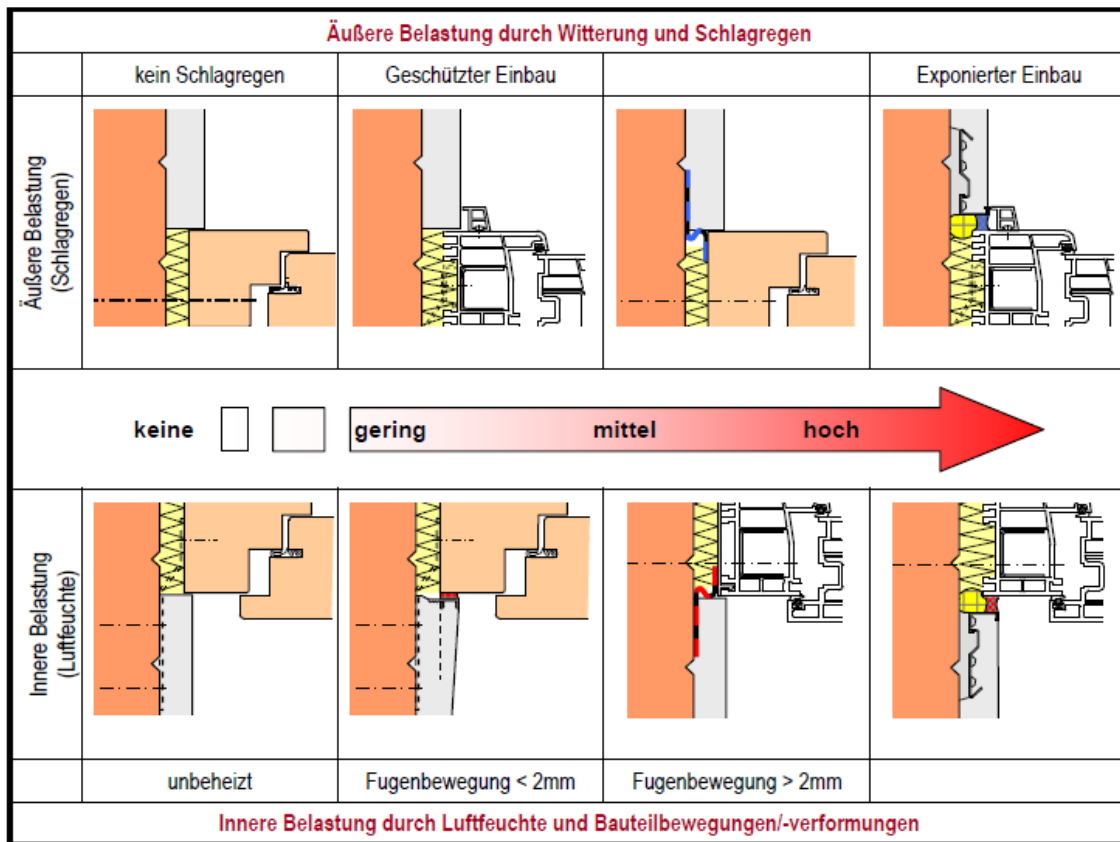 Äußere Belastung durch Witterung und Schlagregen
kein Schlagregen
Geschützter Einbau
Exponierter Einbau
Äußere Belastung
(Schlagregen)
keine
gering
mittel
hoch
Innere Belastung
(Luftfeuchte)
unbeheizt
Fugenbewegung < 2mm
Fugenbewegung > 2mm
Innere Belastung durch Luftfeuchte und Bauteilbewegungen/-verformungen